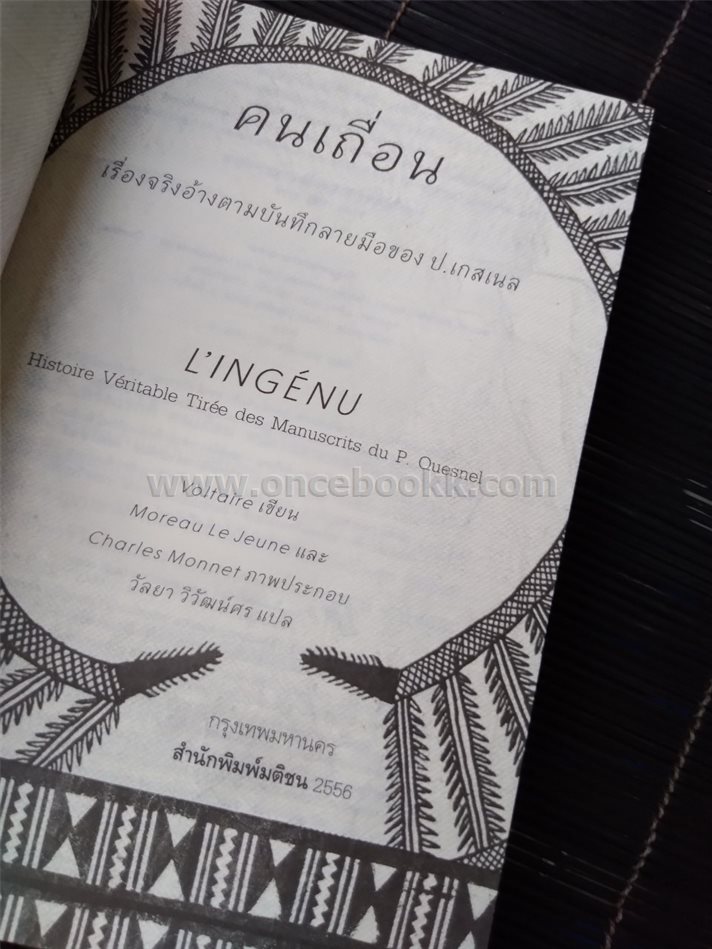 คนเถื่อน
เรื่องจริงอ้างตามบันทึกลายมือของ ป.เกสเนล
L'INGÉNU
Histoire Véritable Tirée des Manuscrits du P. Quesnel
www.oncebookk.com
Voltaire เขียน
Moreau Le Jeune และ
Charles Monnet ภาพประกอบ
วัลยา วิวัฒน์ศร แปล
กรุงเทพมหานคร
สำนักพิมพ์มติชน 2556